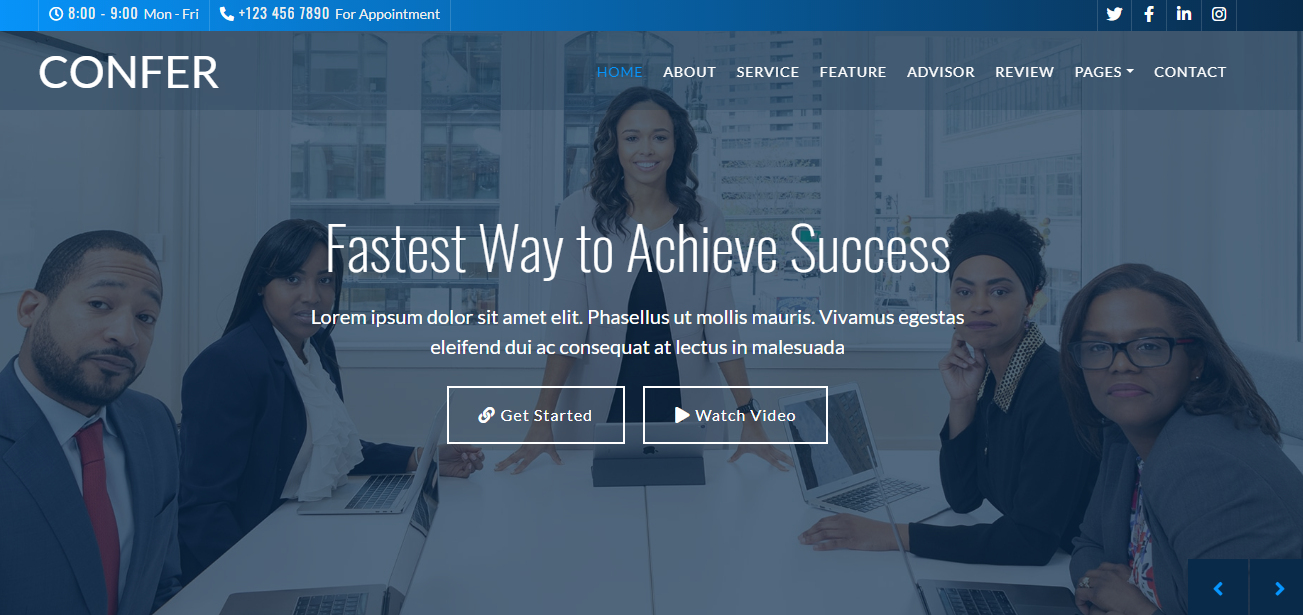 8:00 - 9:00 Mon - Fri +123 456 7890 For Appointment
CONFER
HOME ABOUT SERVICE FEATURE ADVISOR REVIEW PAGES CONTACT
Fastest Way to Achieve Success
Lorem ipsum dolor sit amet elit. Phasellus ut mollis mauris. Vivamus egestas
eleifend dui ac consequat at lectus in malesuada
Get Started Watch Video